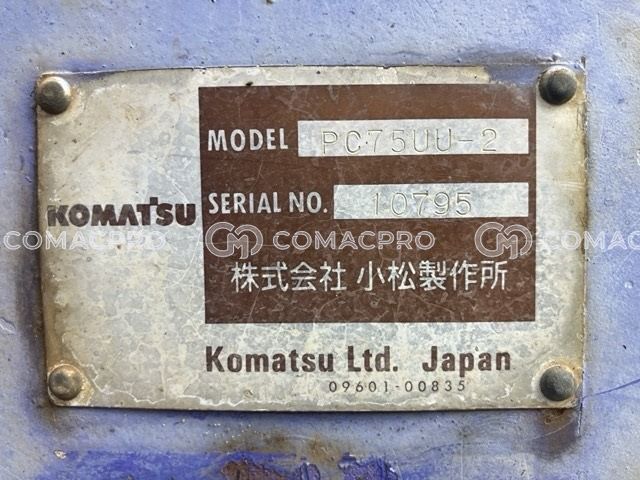 MODEL PC75UU-2
SERIAL NO. 10795
KOMATSU
COMACPRO COMACPRO COMACPRO
株式会社 小松製作所
Komatsu Ltd. Japan
09601-00835